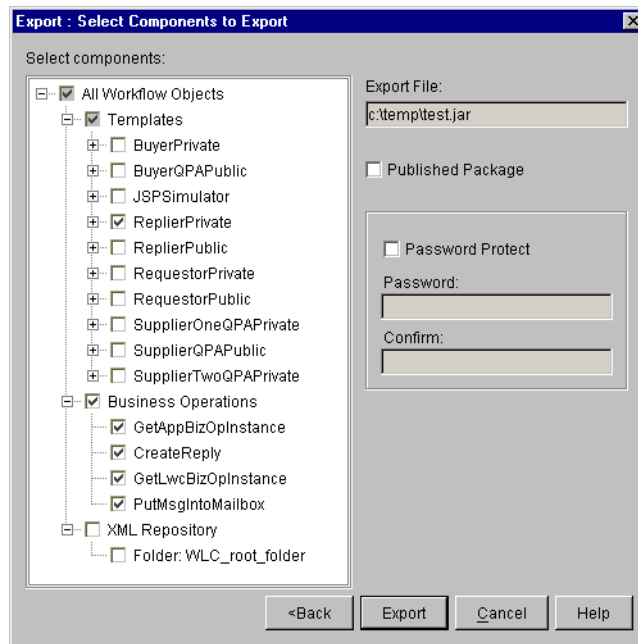 Export : Select Components to Export
Select components:
All Workflow Objects
Templates
BuyerPrivate
BuyerQPAPublic
JSPSimulator
ReplierPrivate
ReplierPublic
RequestorPrivate
RequestorPublic
SupplierOneQPAPrivate
SupplierQPAPublic
SupplierTwoQPAPrivate
Business Operations
GetAppBizOpInstance
CreateReply
GetLwcBizOpInstance
PutMsgIntoMailbox
XML Repository
Folder: WLC_root_folder
Export File:
c:\temp\test.jar
Published Package
Password Protect
Password:
Confirm:
<Back Export Cancel Help